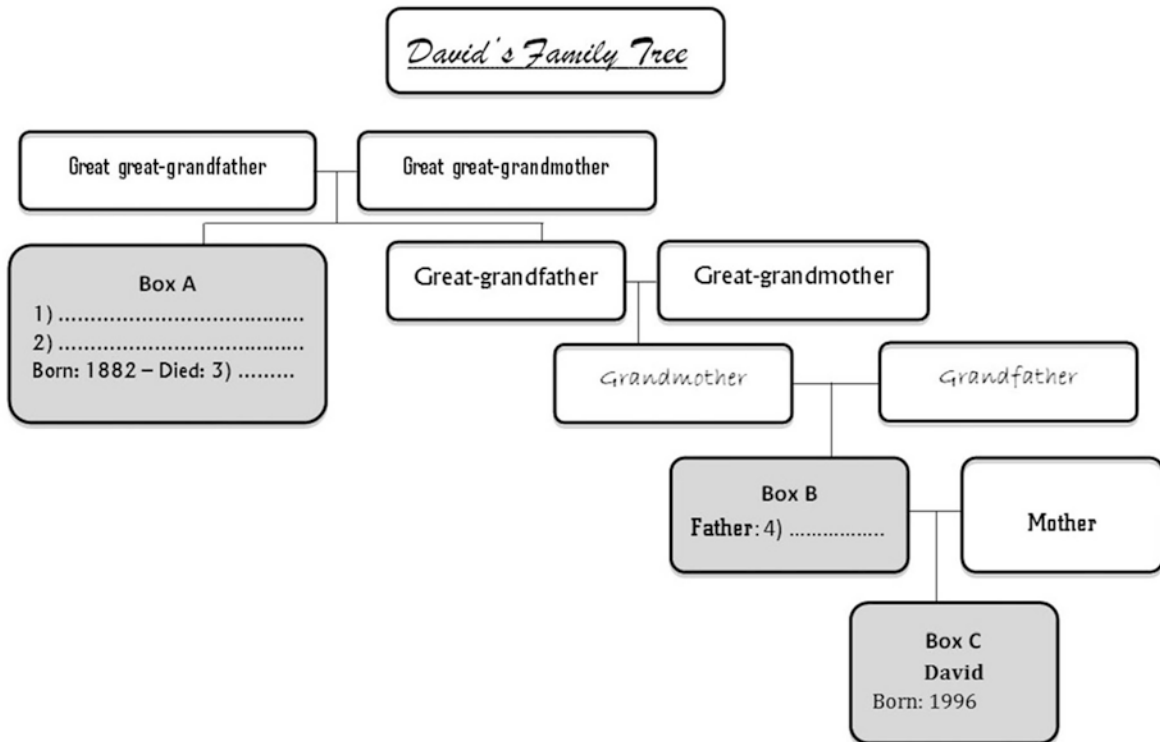 David's Family Tree
Great great-grandfather
Great great-grandmother
Box A
1) .......................................
2) .......................................
Born: 1882 – Died: 3) .........
Great-grandfather
Great-grandmother
Grandmother
Grandfather
Box B
Father: 4) .................
Mother
Box C
David
Born: 1996